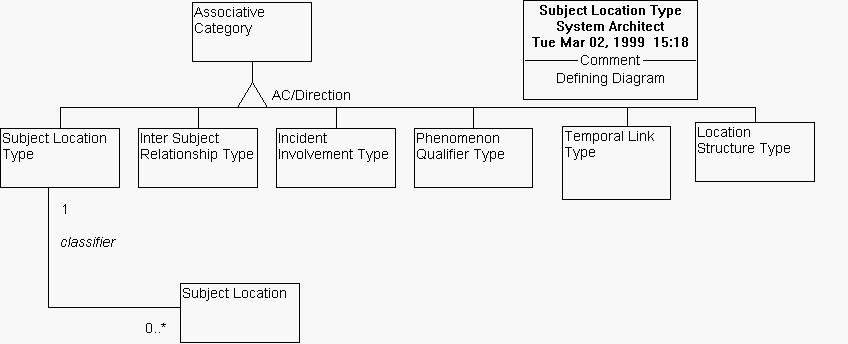 Associative
Category
Subject Location Type
System Architect
Tue Mar 02, 1999 15:18
Comment
Defining Diagram
AC/Direction
Subject Location
Type
Inter Subject
Relationship Type
Incident
Involvement Type
Phenomenon
Qualifier Type
Temporal Link
Type
Location
Structure Type
1
classifier
Subject Location
0..*